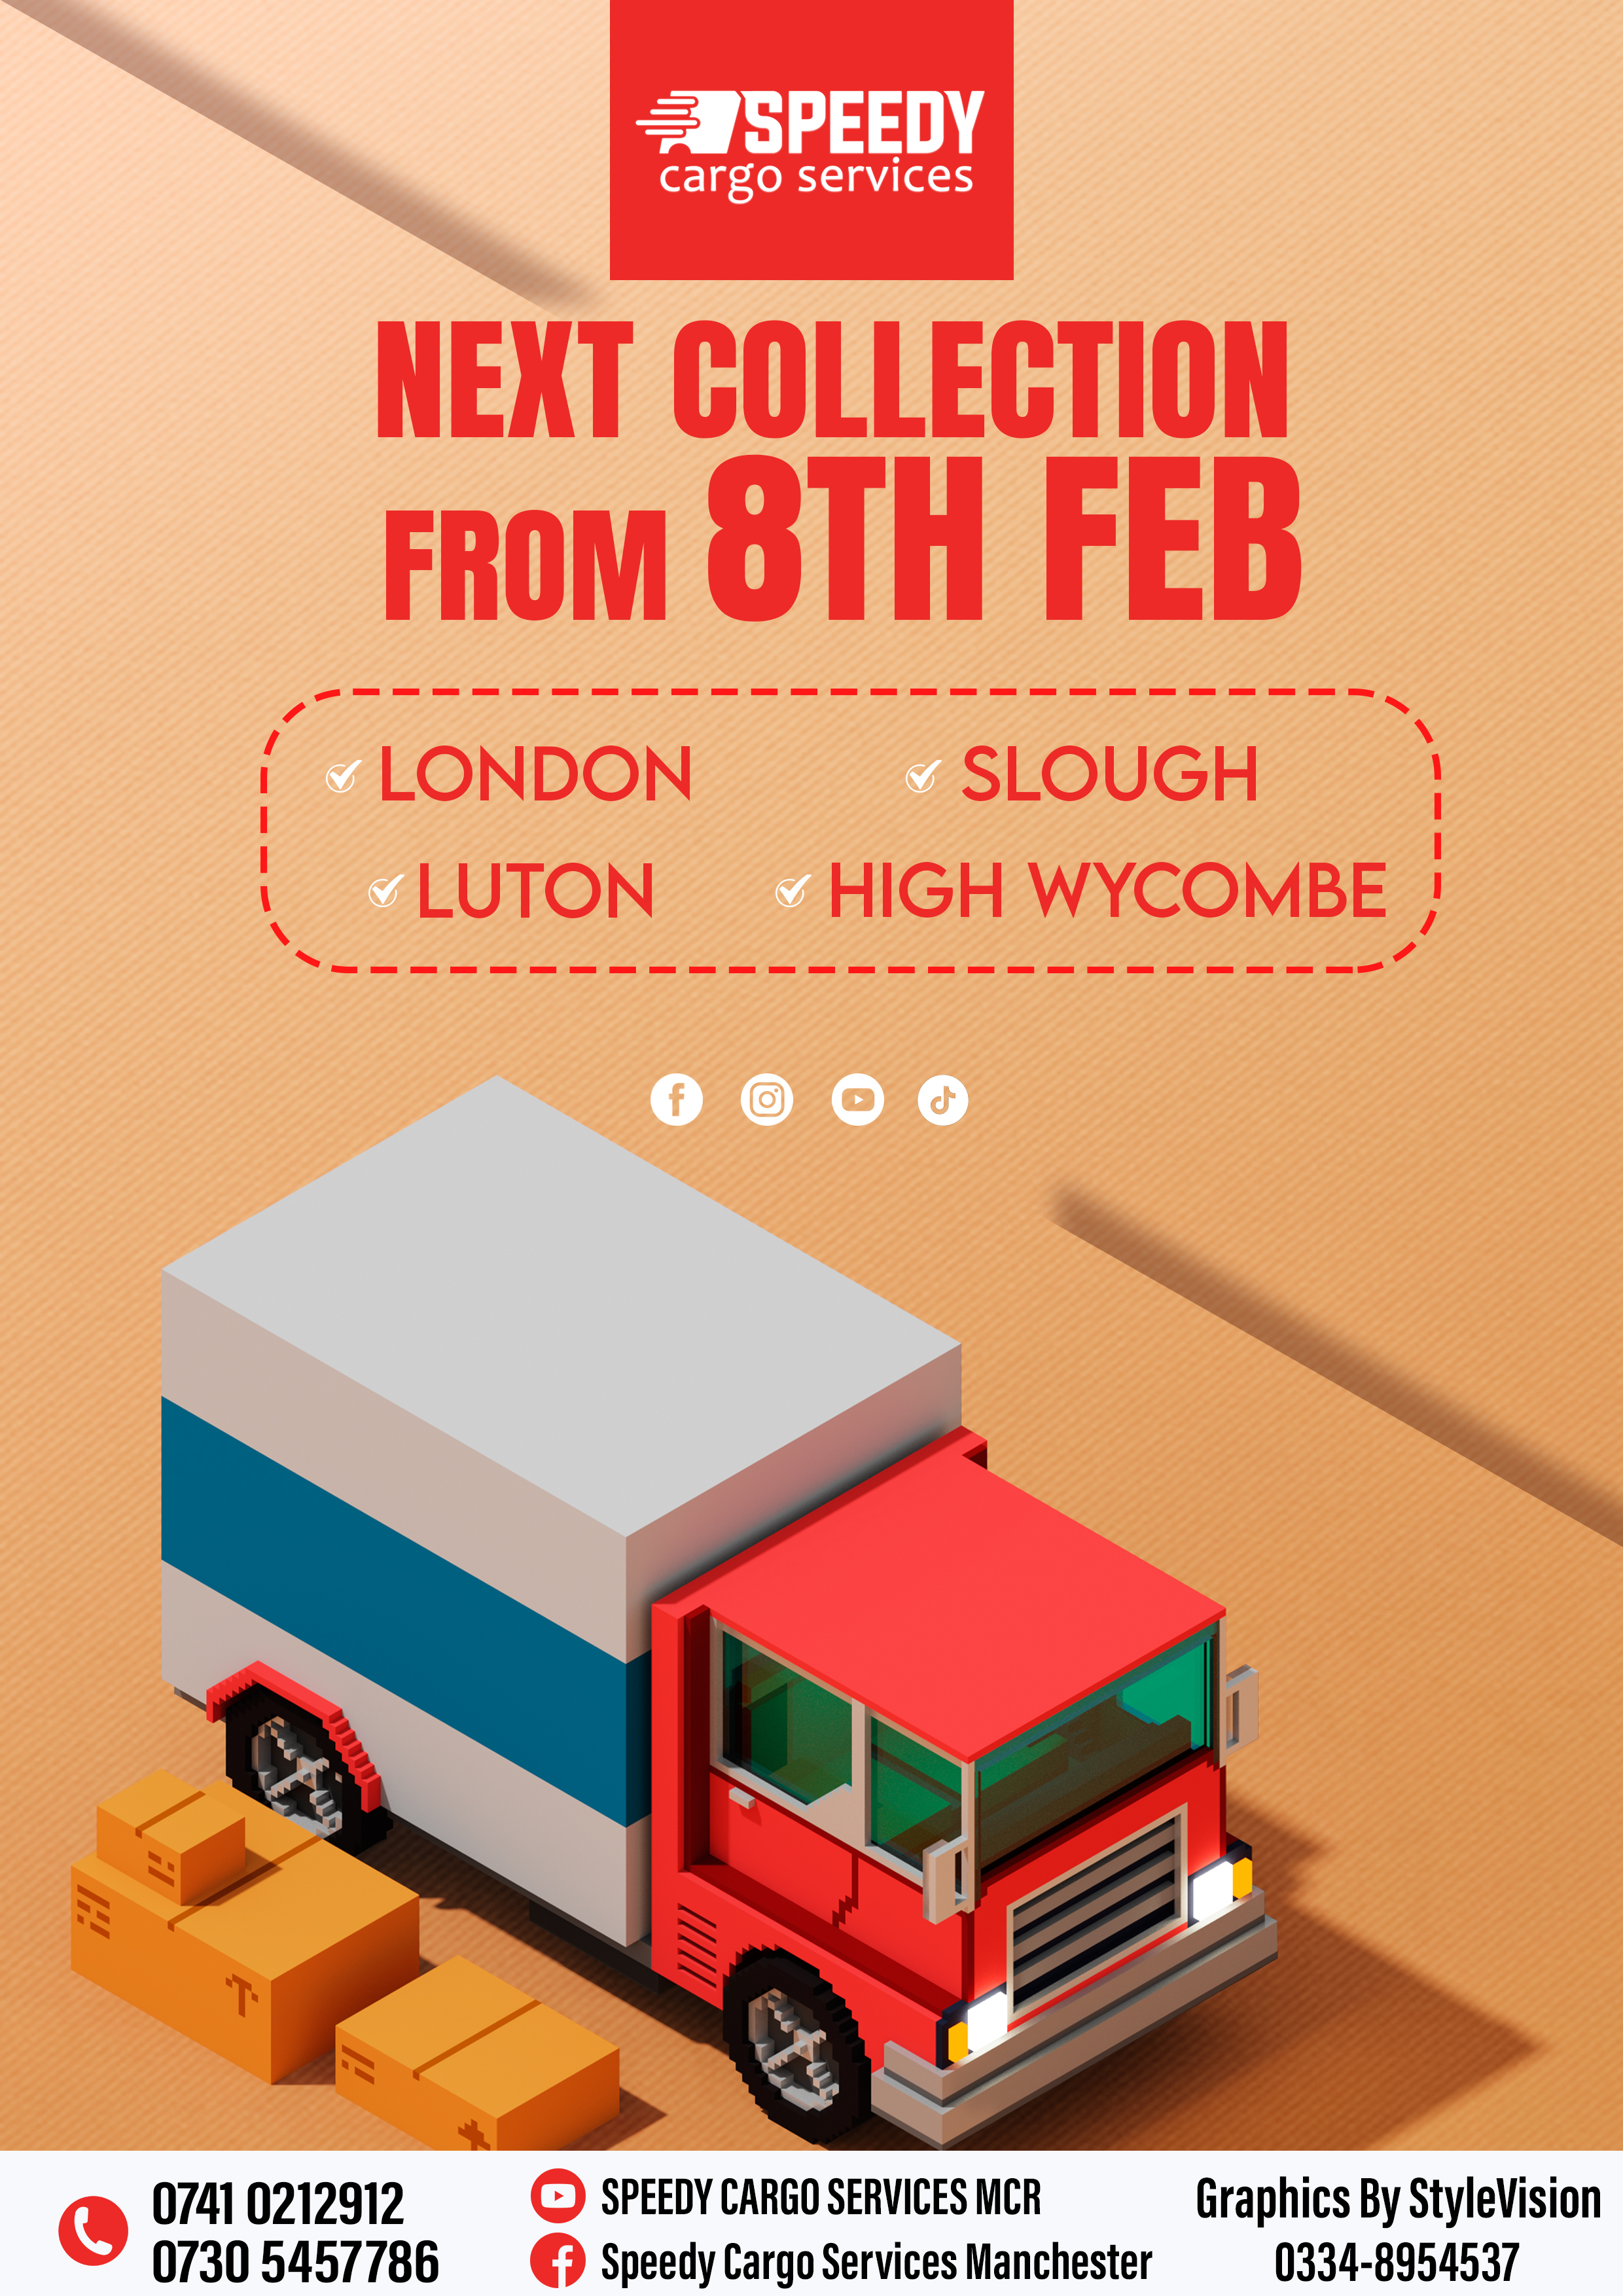 SPEEDY
cargo services
NEXT COLLECTION
FROM 8TH FEB
LONDON
SLOUGH
LUTON
HIGH WYCOMBE
0741 0212912
0730 5457786
SPEEDY CARGO SERVICES MCR
Speedy Cargo Services Manchester
Graphics By StyleVision
0334-8954537